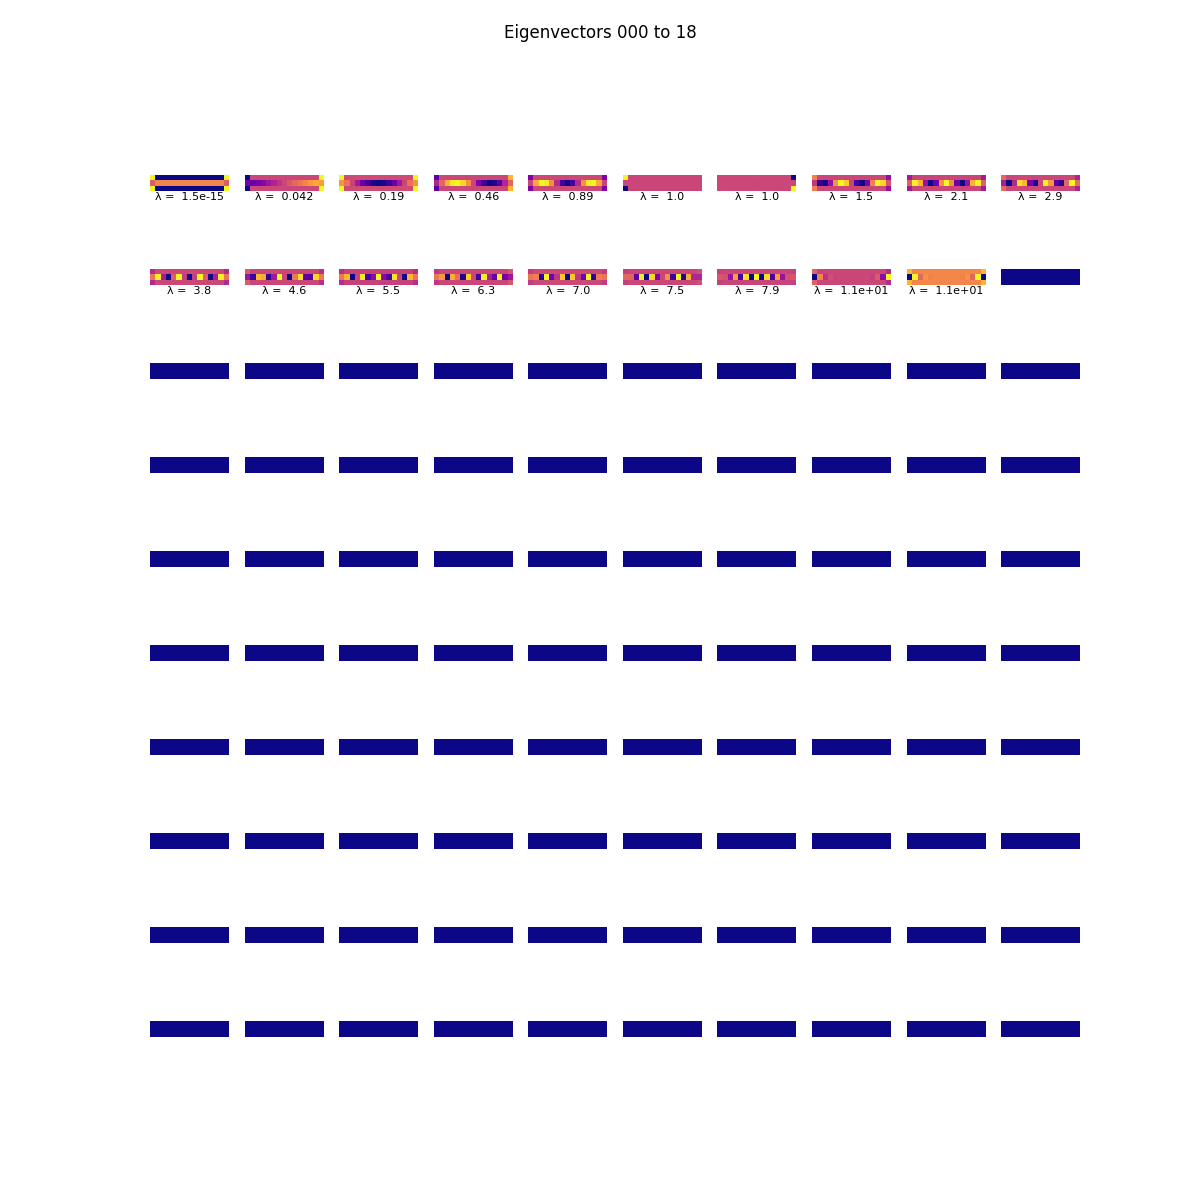 Eigenvectors 000 to 18
λ =  1.5e-15 λ =  0.042 λ =  0.19 λ =  0.46 λ =  0.89 λ =  1.0 λ =  1.0 λ =  1.5 λ =  2.1 λ =  2.9
λ =  3.8 λ =  4.6 λ =  5.5 λ =  6.3 λ =  7.0 λ =  7.5 λ =  7.9 λ =  1.1e+01 λ =  1.1e+01